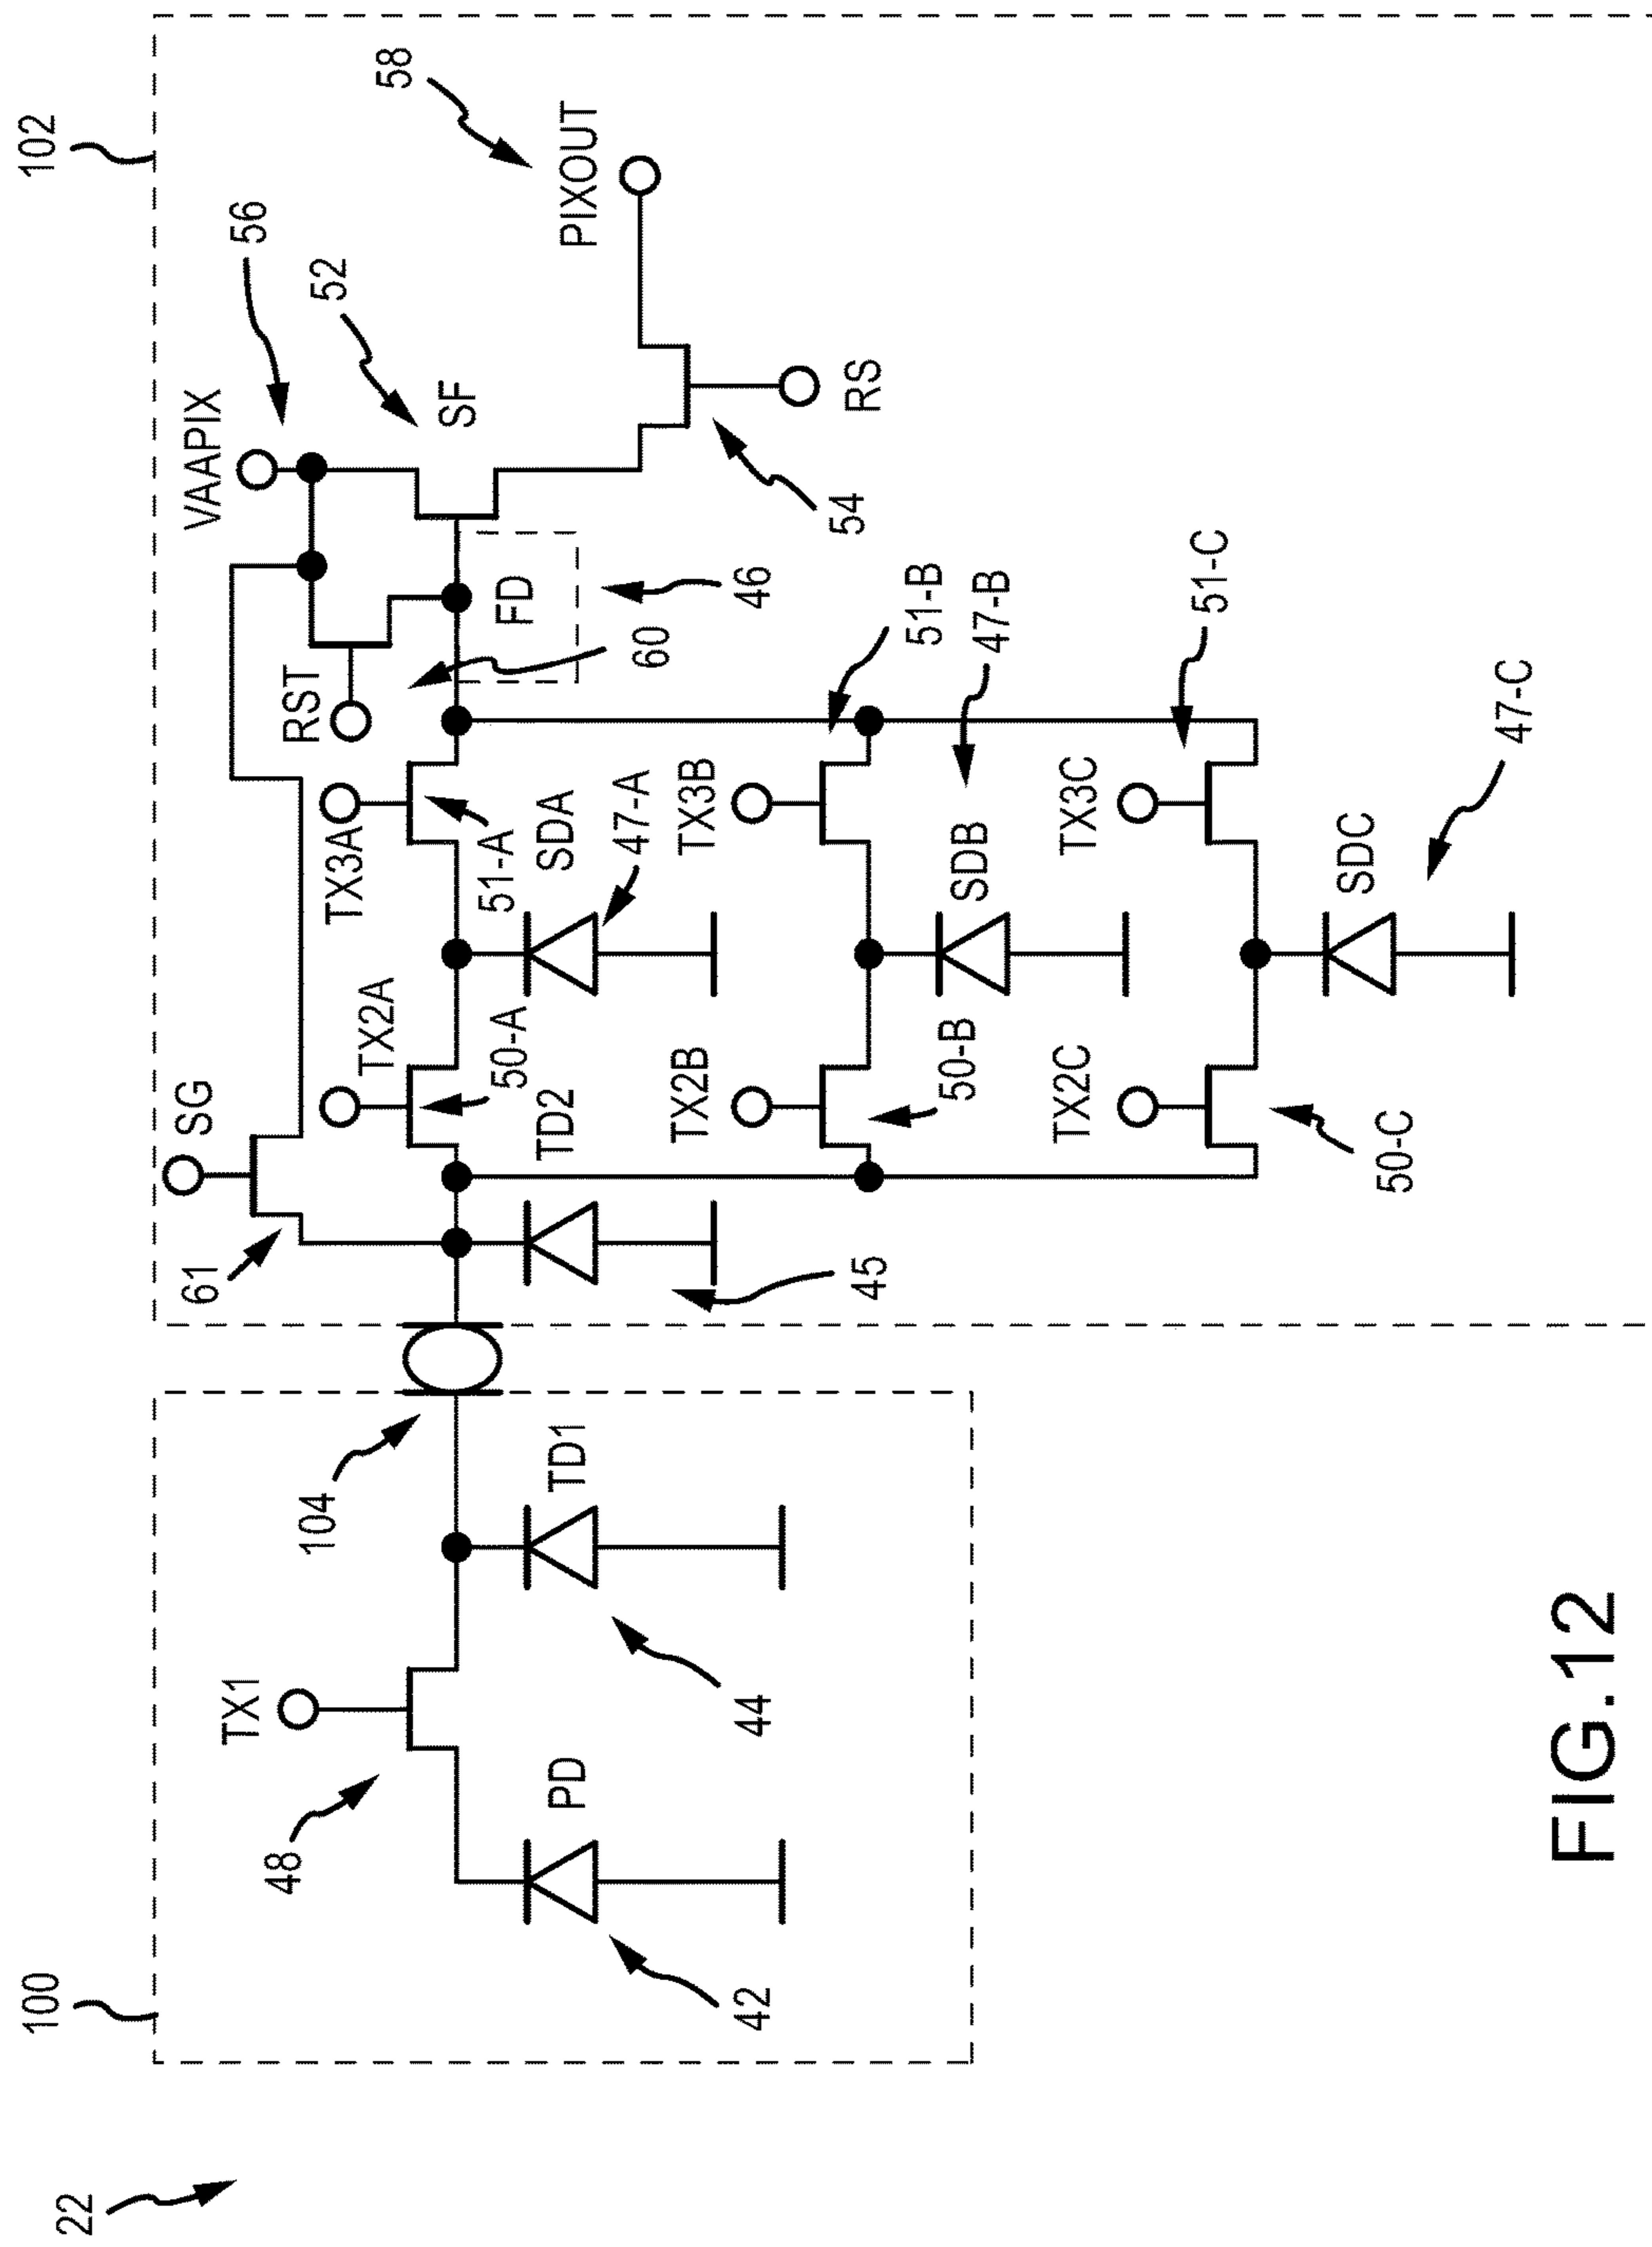 22
100
102
48
TX1
42
PD
44
TD1
104
61
SG
45
TD2
TX2A
50-A
TX3A
51-A
SDA
47-A
RST
60
VAAPIX
56
52
SF
FD
46
58
PIXOUT
54
RS
TX2B
50-B
SDB
47-B
TX3B
51-B
TX2C
50-C
SDC
47-C
TX3C
51-C
FIG.12